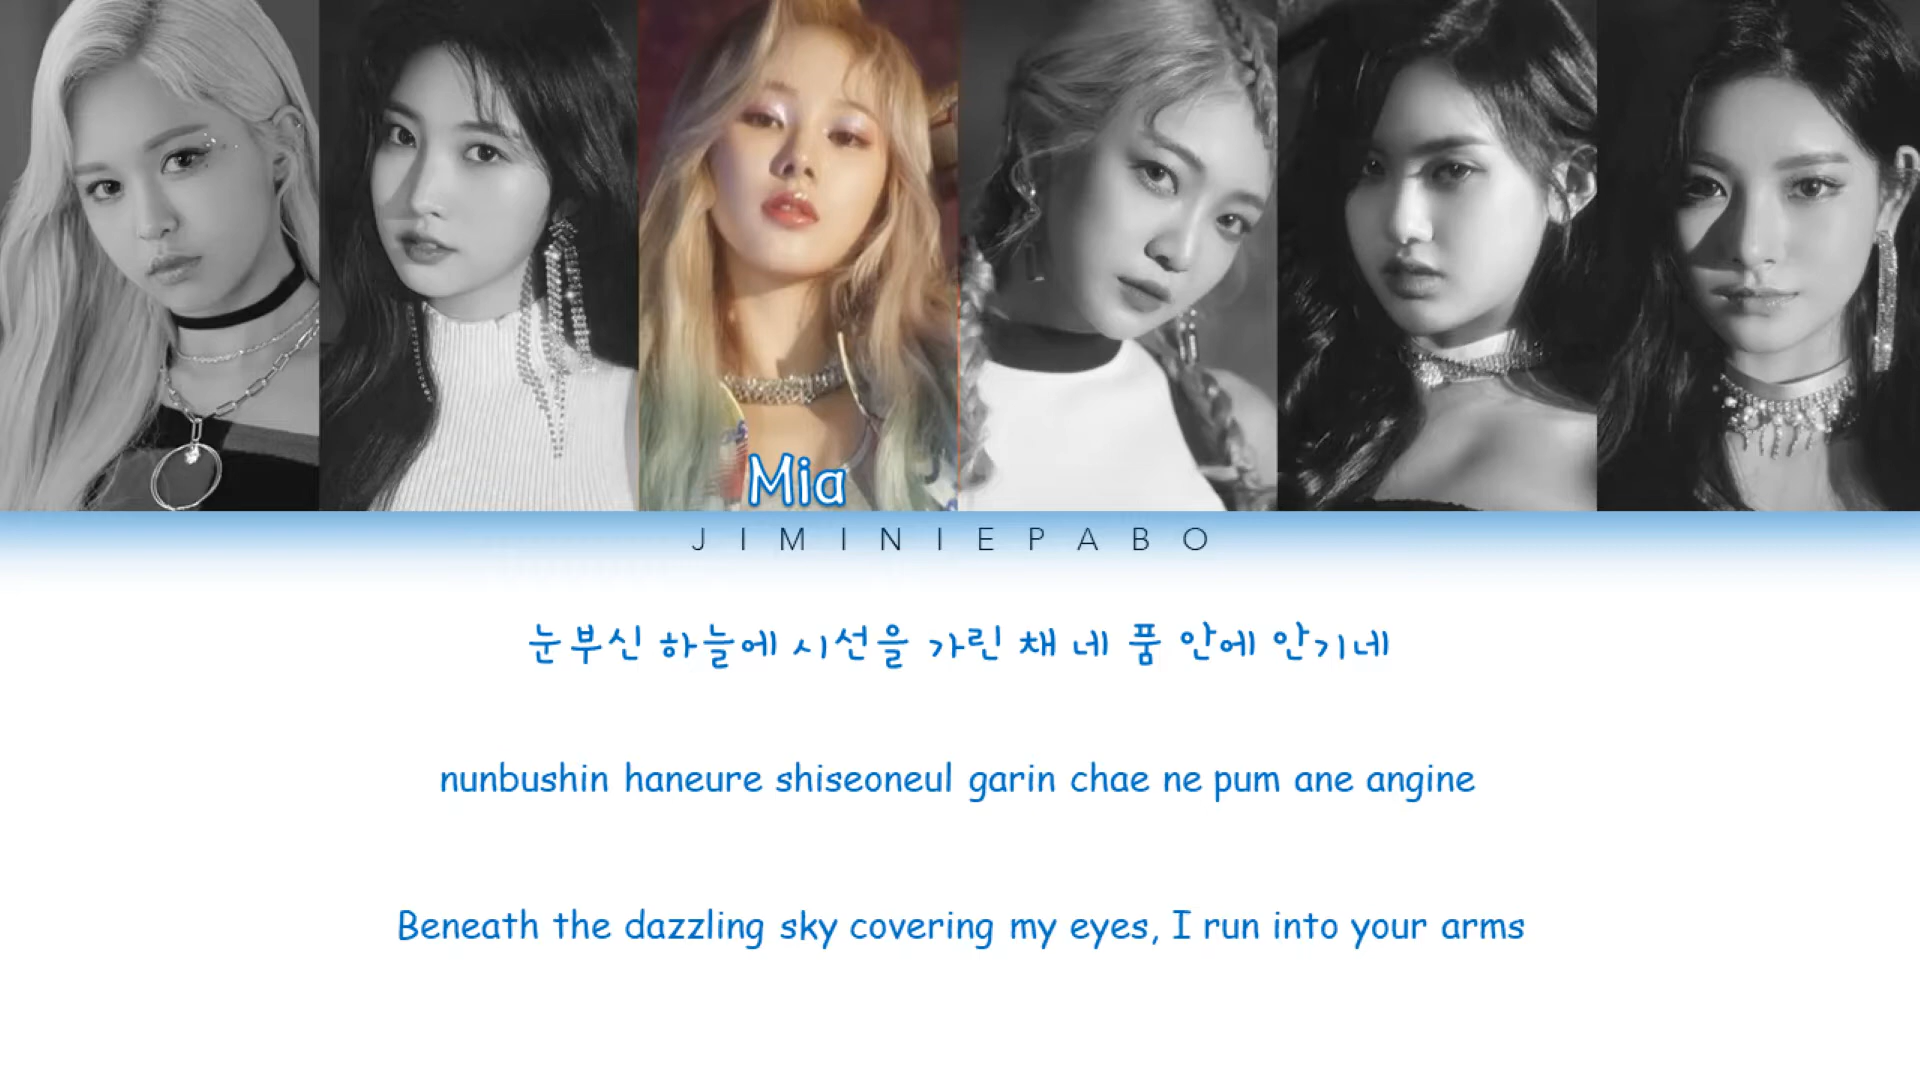 Mia
JIMINIEPABO
눈부신 하늘에 시선을 가린 채 네 품 안에 안기네
nunbushin haneure shiseoneul garin chae ne pum ane angine
Beneath the dazzling sky covering my eyes, I run into your arms